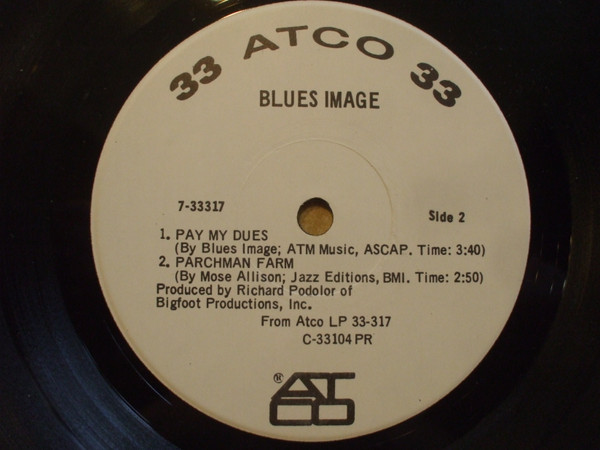 33 ATCO 33
BLUES IMAGE
7-33317
Side 2
1. PAY MY DUES
(By Blues Image; ATM Music, ASCAP. Time: 3:40)
2. PARCHMAN FARM
(By Mose Allison; Jazz Editions, BMI. Time: 2:50)
Produced by Richard Podolor of
Bigfoot Productions, Inc.
From Atco LP 33-317
C-33104 PR
® AT
CO